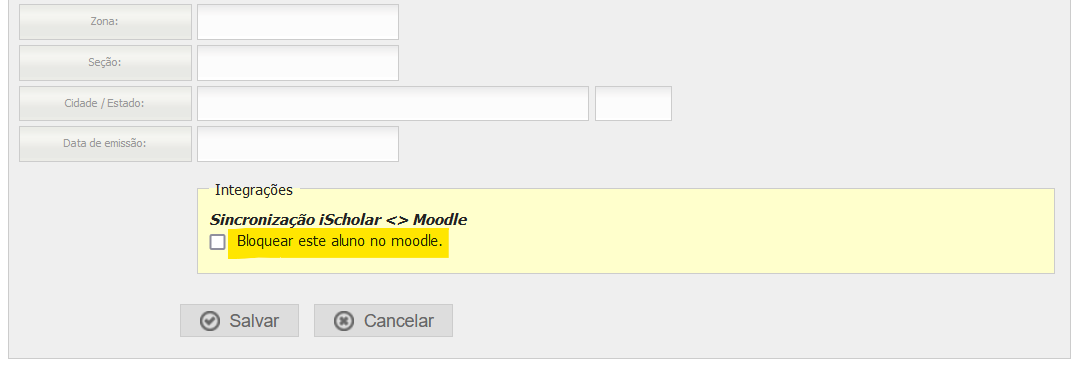 Zona:
Seção:
Cidade / Estado:
Data de emissão:
Integrações
Sincronização iScholar <> Moodle
Bloquear este aluno no moodle.
Salvar Cancelar